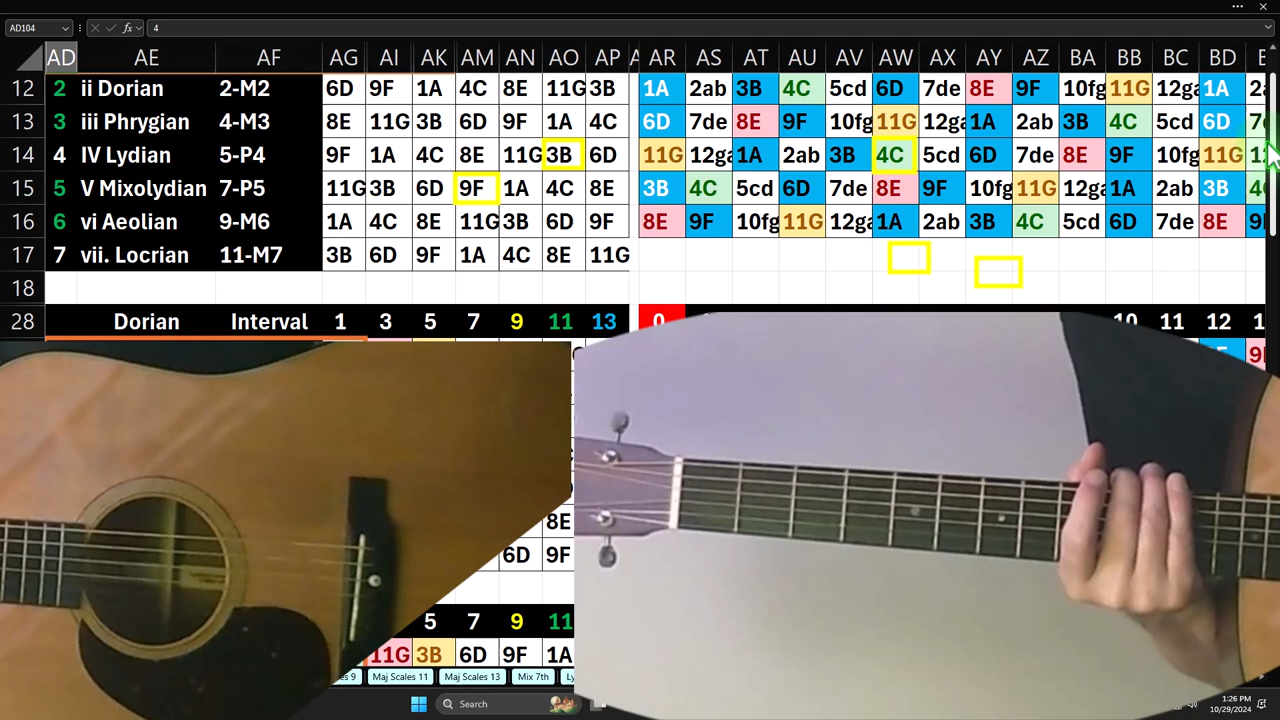 AD104 fx 4
AD AE AF AG AI AK AM AN AO AP AR AS AT AU AV AW AX AY AZ BA BB BC BD
12 2 ii Dorian 2-M2 6D 9F 1A 4C 8E 11G 3B 1A 2ab 3B 4C 5cd 6D 7de 8E 9F 10fg 11G 12ga 1A
13 3 iii Phrygian 4-M3 8E 11G 3B 6D 9F 1A 4C 6D 7de 8E 9F 10fg 11G 12ga 1A 2ab 3B 4C 5cd 6D
14 4 IV Lydian 5-P4 9F 1A 4C 8E 11G 3B 6D 11G 12ga 1A 2ab 3B 4C 5cd 6D 7de 8E 9F 10fg 11G
15 5 V Mixolydian 7-P5 11G 3B 6D 9F 1A 4C 8E 3B 4C 5cd 6D 7de 8E 9F 10fg 11G 12ga 1A 2ab 3B
16 6 vi Aeolian 9-M6 1A 4C 8E 11G 3B 6D 9F 8E 9F 10fg 11G 12ga 1A 2ab 3B 4C 5cd 6D 7de 8E
17 7 vii. Locrian 11-M7 3B 6D 9F 1A 4C 8E 11G
18
28 Dorian Interval 1 3 5 7 9 11 13 0 10 11 12
8E
6D 9F
5 7 9 11
11G 3B 6D 9F 1A
Maj Scales 11 Maj Scales 13 Mix 7th
Search
1:26 PM
10/29/2024